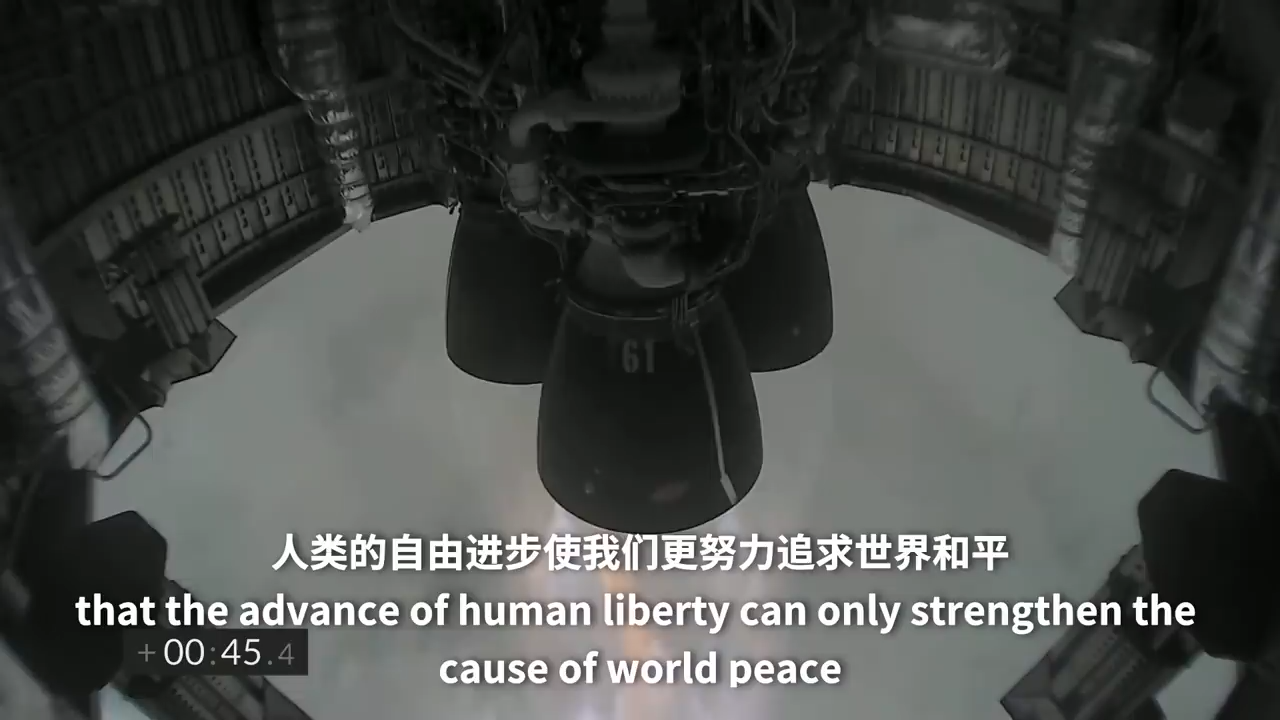 61
人类的自由进步使我们更努力追求世界和平
that the advance of human liberty can only strengthen the
+00:45.4
cause of world peace